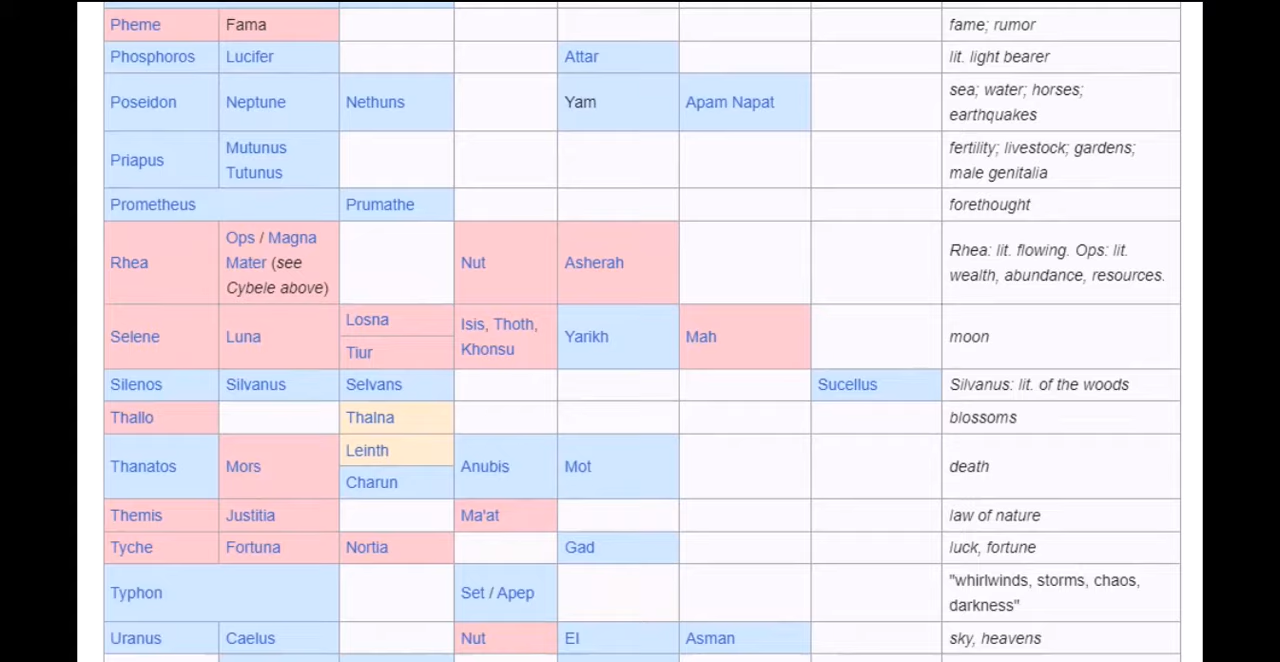 Pheme Fama fame; rumor
Phosphoros Lucifer Attar lit. light bearer
Poseidon Neptune Nethuns Yam Apam Napat sea; water; horses;
earthquakes
Priapus Mutunus
Tutunus fertility; livestock; gardens;
male genitalia
Prometheus Prumathe forethought
Rhea Ops / Magna
Mater (see
Cybele above) Nut Asherah Rhea: lit. flowing. Ops: lit.
wealth, abundance, resources.
Selene Luna Losna
Tiur Isis, Thoth,
Khonsu Yarikh Mah moon
Silenos Silvanus Selvans Sucellus Silvanus: lit. of the woods
Thallo Thalna blossoms
Thanatos Mors Leinth
Charun Anubis Mot death
Themis Justitia Ma'at law of nature
Tyche Fortuna Nortia Gad luck, fortune
Typhon Set / Apep "whirlwinds, storms, chaos,
darkness"
Uranus Caelus Nut El Asman sky, heavens